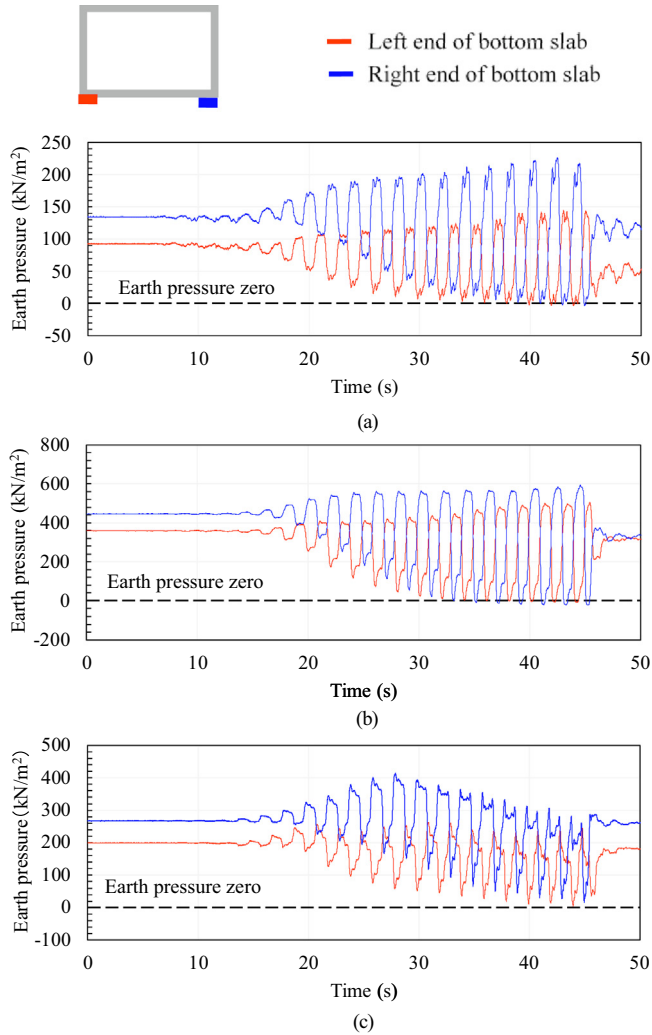 Left end of bottom slab
Right end of bottom slab
250
200
150
100
50
0
-50
Earth pressure (kN/m²)
Earth pressure zero
0 10 20 30 40 50
Time (s)
(a)
800
600
400
200
0
-200
Earth pressure (kN/m²)
Earth pressure zero
0 10 20 30 40 50
Time (s)
(b)
500
400
300
200
100
0
-100
Earth pressure (kN/m²)
Earth pressure zero
0 10 20 30 40 50
Time (s)
(c)